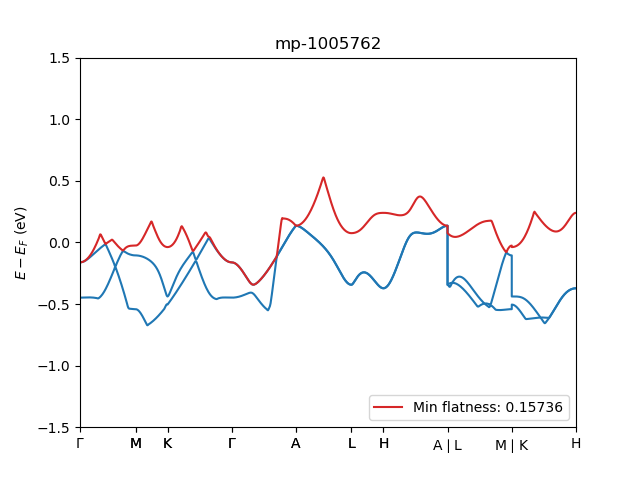 mp-1005762
E − E_F (eV)
1.5
1.0
0.5
0.0
−0.5
−1.0
−1.5
Min flatness: 0.15736
Γ M K Γ A L H A | L M | K H